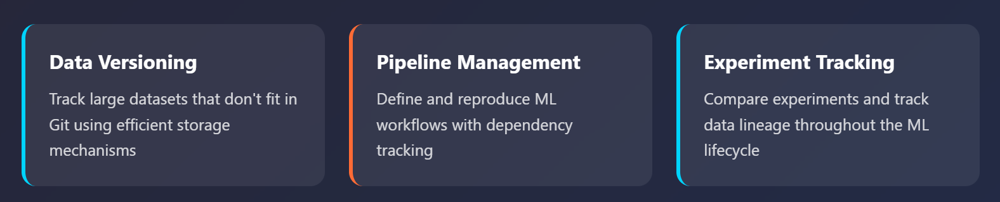 Data Versioning
Track large datasets that don't fit in
Git using efficient storage
mechanisms
Pipeline Management
Define and reproduce ML
workflows with dependency
tracking
Experiment Tracking
Compare experiments and track
data lineage throughout the ML
lifecycle